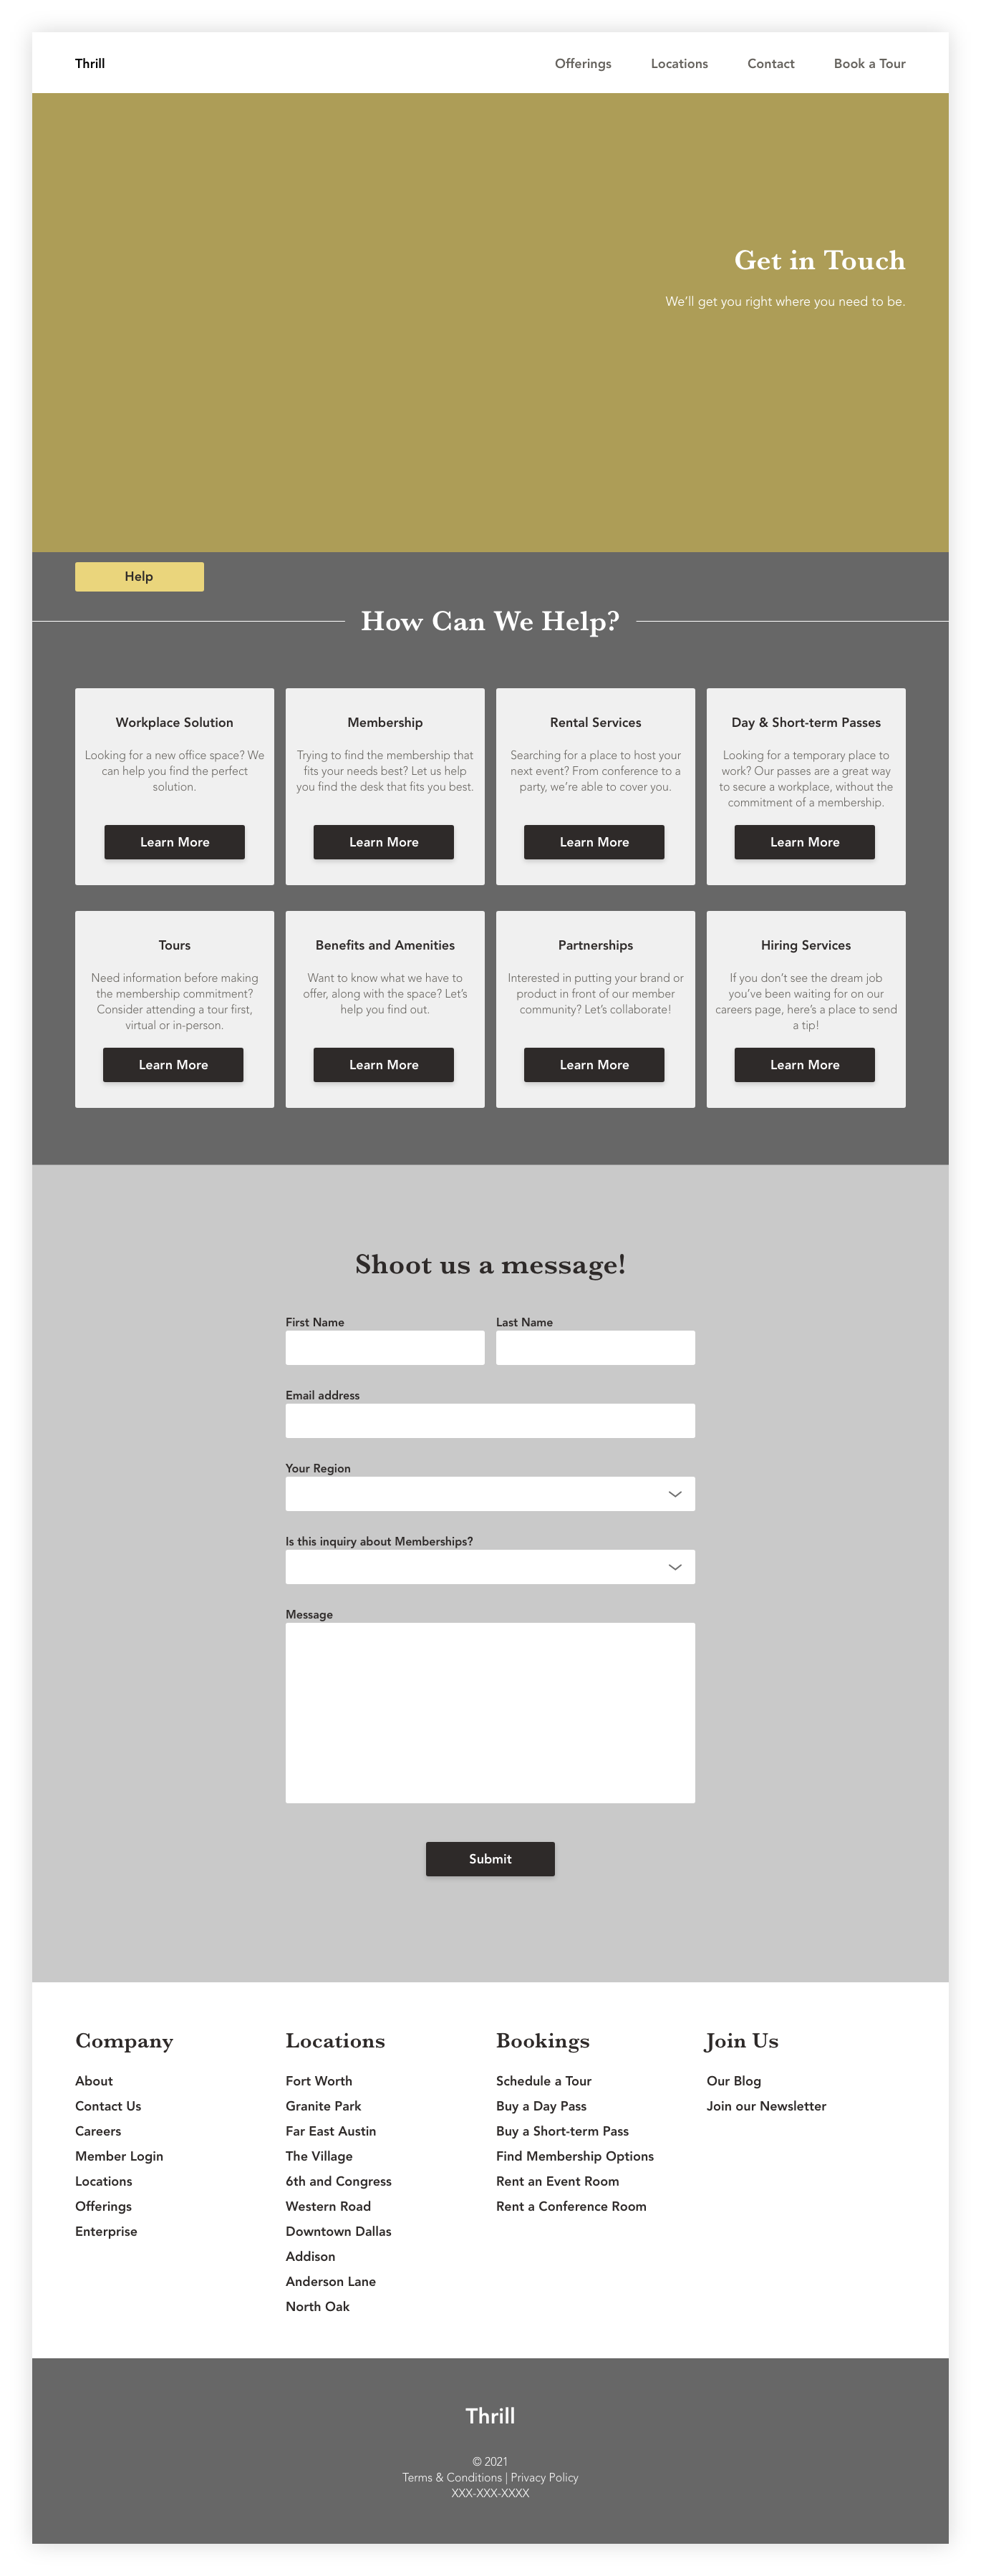 Thrill
Offerings
Locations
Contact
Book a Tour
Get in Touch
We’ll get you right where you need to be.
Help
How Can We Help?
Workplace Solution
Looking for a new office space? We
can help you find the perfect
solution.
Learn More
Membership
Trying to find the membership that
fits your needs best? Let us help
you find the desk that fits you best.
Learn More
Rental Services
Searching for a place to host your
next event? From conference to a
party, we’re able to cover you.
Learn More
Day & Short-term Passes
Looking for a temporary place to
work? Our passes are a great way
to secure a workplace, without the
commitment of a membership.
Learn More
Tours
Need information before making
the membership commitment?
Consider attending a tour first,
virtual or in-person.
Learn More
Benefits and Amenities
Want to know what we have to
offer, along with the space? Let’s
help you find out.
Learn More
Partnerships
Interested in putting your brand or
product in front of our member
community? Let’s collaborate!
Learn More
Hiring Services
If you don’t see the dream job
you’ve been waiting for on our
careers page, here’s a place to send
a tip!
Learn More
Shoot us a message!
First Name
Last Name
Email address
Your Region
Is this inquiry about Memberships?
Message
Submit
Company
About
Contact Us
Careers
Member Login
Locations
Offerings
Enterprise
Locations
Fort Worth
Granite Park
Far East Austin
The Village
6th and Congress
Western Road
Downtown Dallas
Addison
Anderson Lane
North Oak
Bookings
Schedule a Tour
Buy a Day Pass
Buy a Short-term Pass
Find Membership Options
Rent an Event Room
Rent a Conference Room
Join Us
Our Blog
Join our Newsletter
Thrill
© 2021
Terms & Conditions | Privacy Policy
XXX-XXX-XXXX